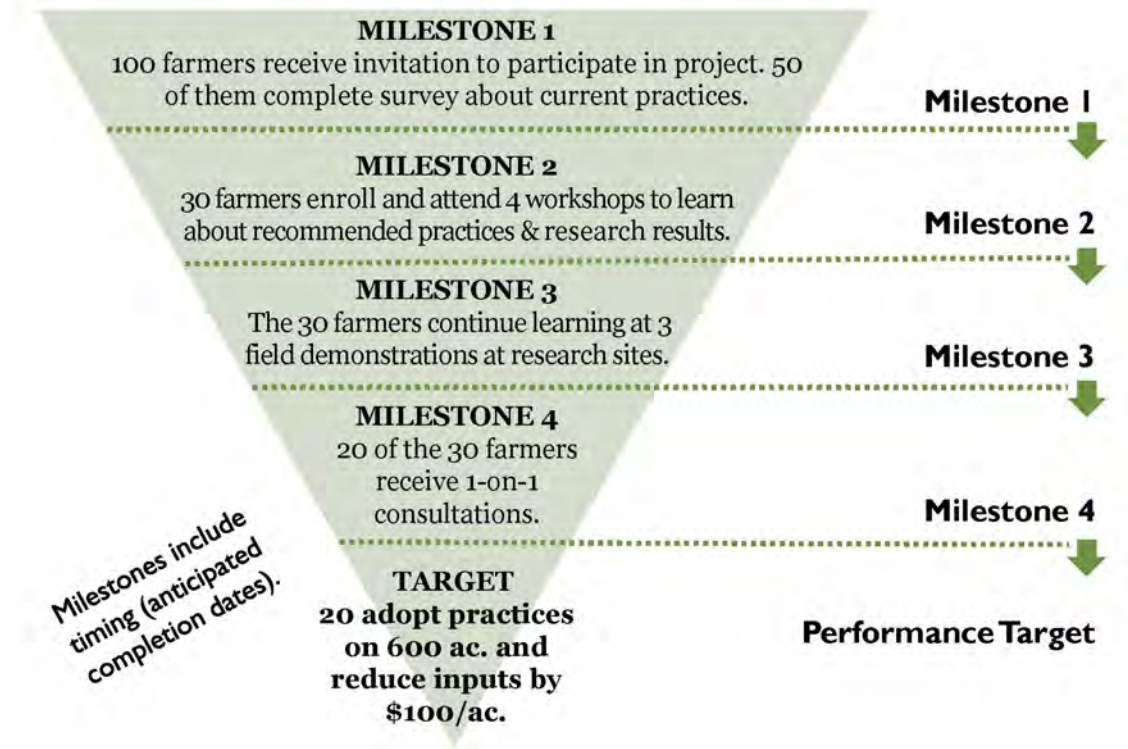 MILESTONE 1
100 farmers receive invitation to participate in project. 50
of them complete survey about current practices.
Milestone 1
MILESTONE 2
30 farmers enroll and attend 4 workshops to learn
about recommended practices & research results.
Milestone 2
MILESTONE 3
The 30 farmers continue learning at 3
field demonstrations at research sites.
Milestone 3
MILESTONE 4
20 of the 30 farmers
receive 1-on-1
consultations.
Milestone 4
Milestones include
timing (anticipated
completion dates).
TARGET
20 adopt practices
on 600 ac. and
reduce inputs by
$100/ac.
Performance Target